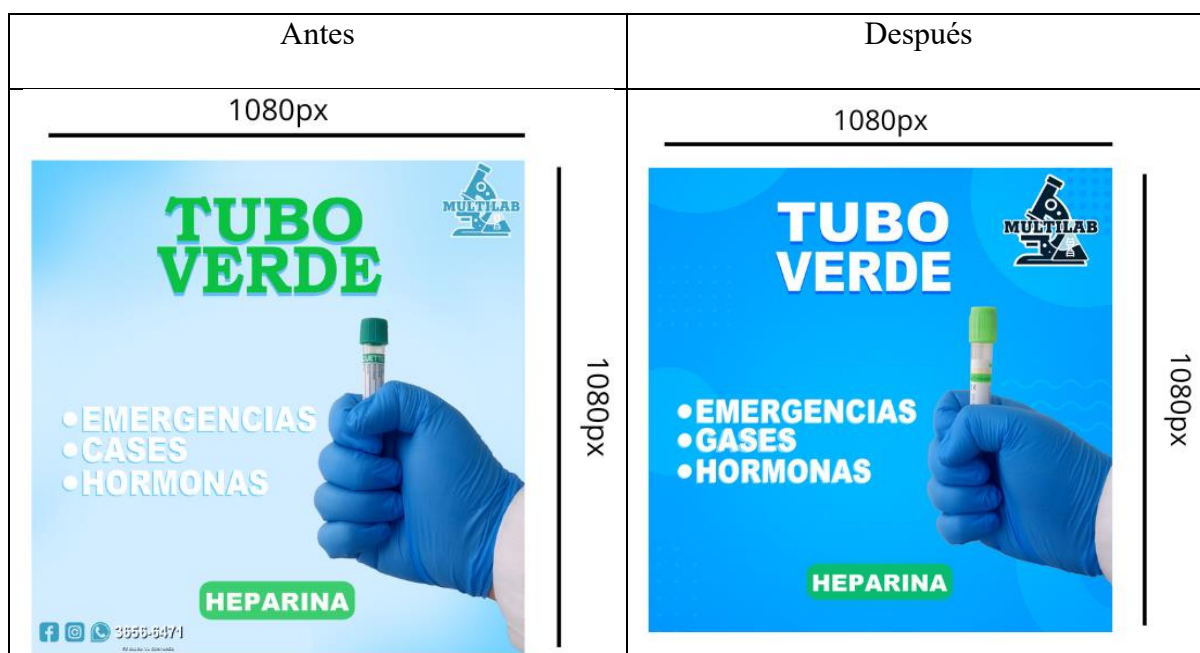 Antes
Después
1080px
1080px
MULTILAB
TUBO
VERDE
•EMERGENCIAS
•CASES
•HORMONAS
HEPARINA
3656-6471
1080px
MULTILAB
TUBO
VERDE
•EMERGENCIAS
•GASES
•HORMONAS
HEPARINA
1080px